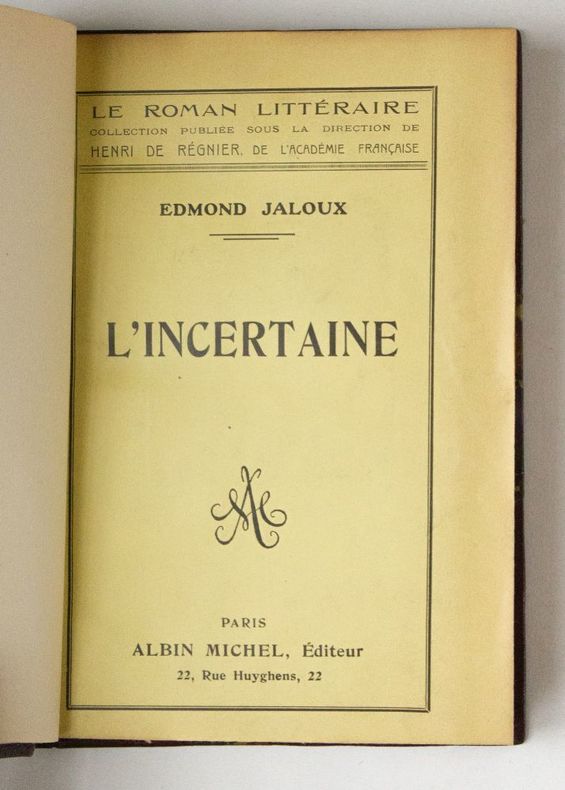 LE ROMAN LITTÉRAIRE
COLLECTION PUBLIÉE SOUS LA DIRECTION DE
HENRI DE RÉGNIER, DE L'ACADÉMIE FRANÇAISE
EDMOND JALOUX
L'INCERTAINE
AM
PARIS
ALBIN MICHEL, Éditeur
22, Rue Huyghens, 22